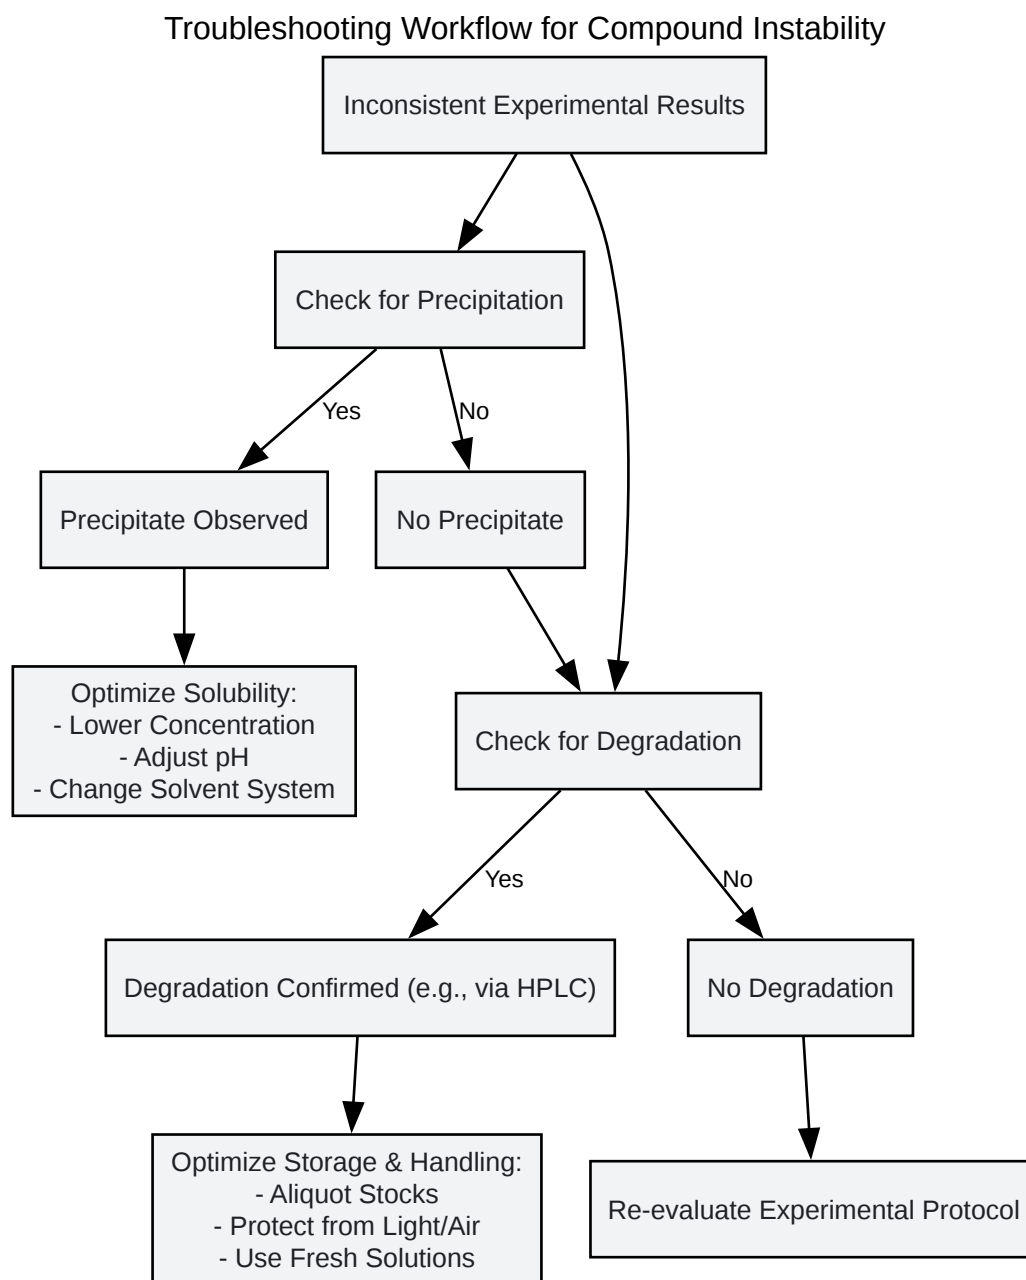 Troubleshooting Workflow for Compound Instability
Inconsistent Experimental Results
Check for Precipitation
Yes
No
Precipitate Observed
No Precipitate
Optimize Solubility:
- Lower Concentration
- Adjust pH
- Change Solvent System
Check for Degradation
Yes
No
Degradation Confirmed (e.g., via HPLC)
No Degradation
Optimize Storage & Handling:
- Aliquot Stocks
- Protect from Light/Air
- Use Fresh Solutions
Re-evaluate Experimental Protocol